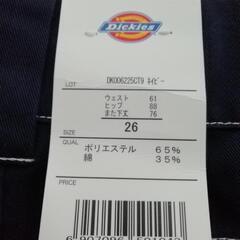 Dickies
LOT
DK006225CT9 ネイビー
ウェスト 61
ヒップ 88
また下丈 76
SIZE
26
QUAL
ポリエステル 65%
綿 35%
PRICE